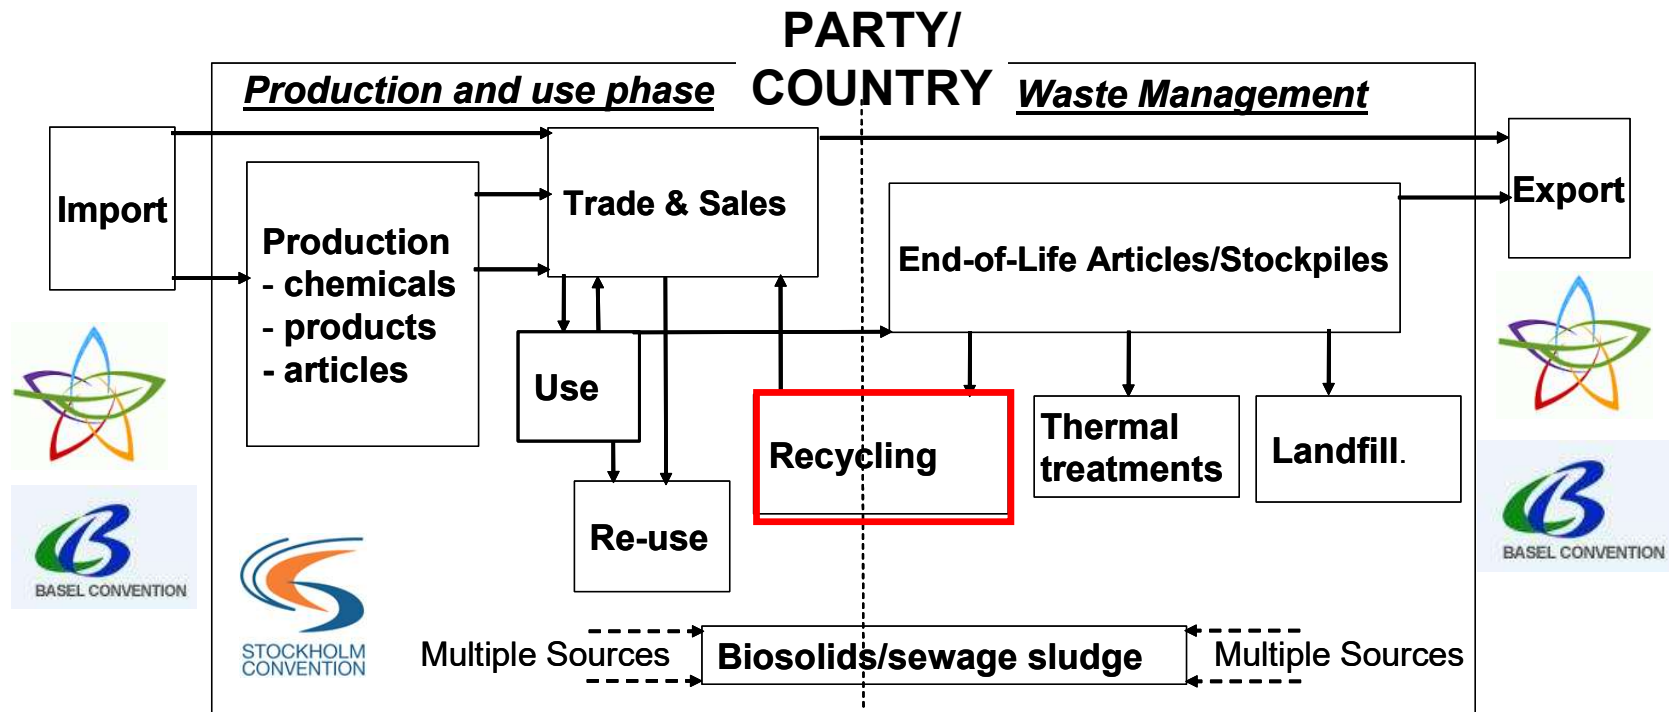 PARTY/
COUNTRY
Production and use phase
Waste Management
Import
Production
- chemicals
- products
- articles
Trade & Sales
End-of-Life Articles/Stockpiles
Export
Use
Re-use
Recycling
Thermal
treatments
Landfill.
BASEL CONVENTION
STOCKHOLM
CONVENTION
BASEL CONVENTION
Multiple Sources
Biosolids/sewage sludge
Multiple Sources